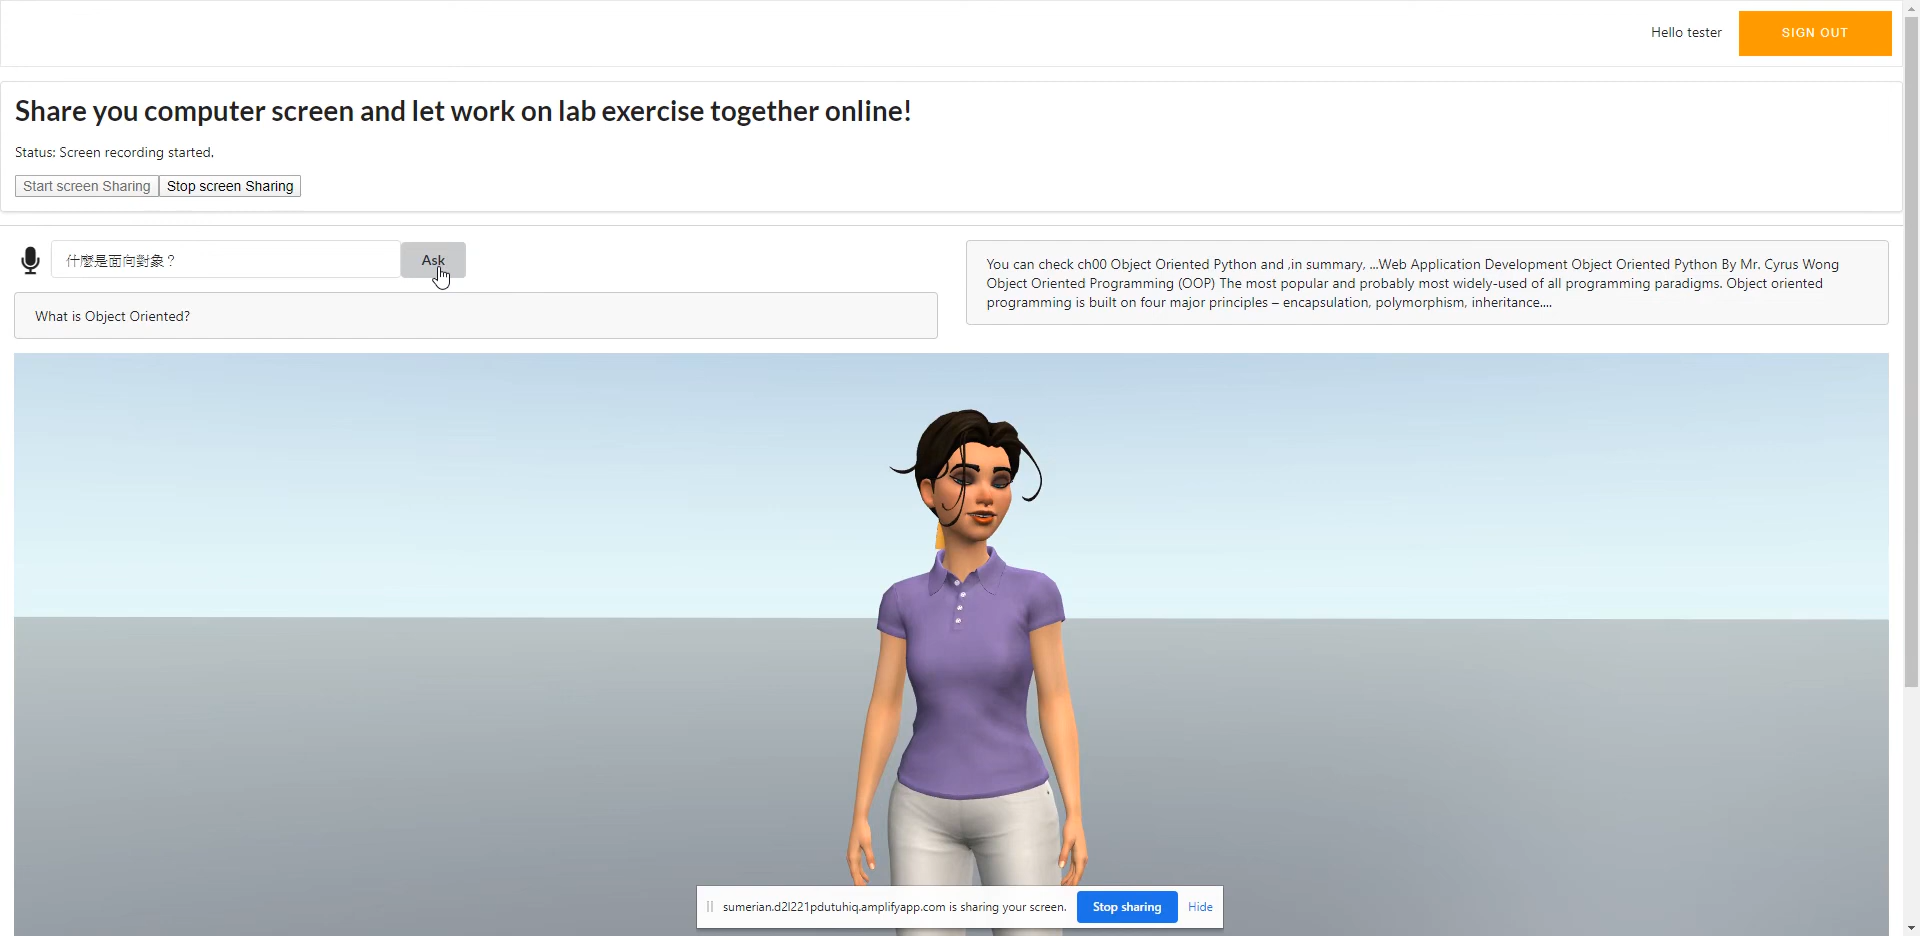 Hello tester
SIGN OUT
Share you computer screen and let work on lab exercise together online!
Status: Screen recording started.
Start screen Sharing
Stop screen Sharing
什麼是面向對象？
Ask
What is Object Oriented?
You can check ch00 Object Oriented Python and ,in summary, ...Web Application Development Object Oriented Python By Mr. Cyrus Wong
Object Oriented Programming (OOP) The most popular and probably most widely-used of all programming paradigms. Object oriented
programming is built on four major principles – encapsulation, polymorphism, inheritance....
sumerian.d2l221pdutuhiq.amplifyapp.com is sharing your screen.
Stop sharing
Hide